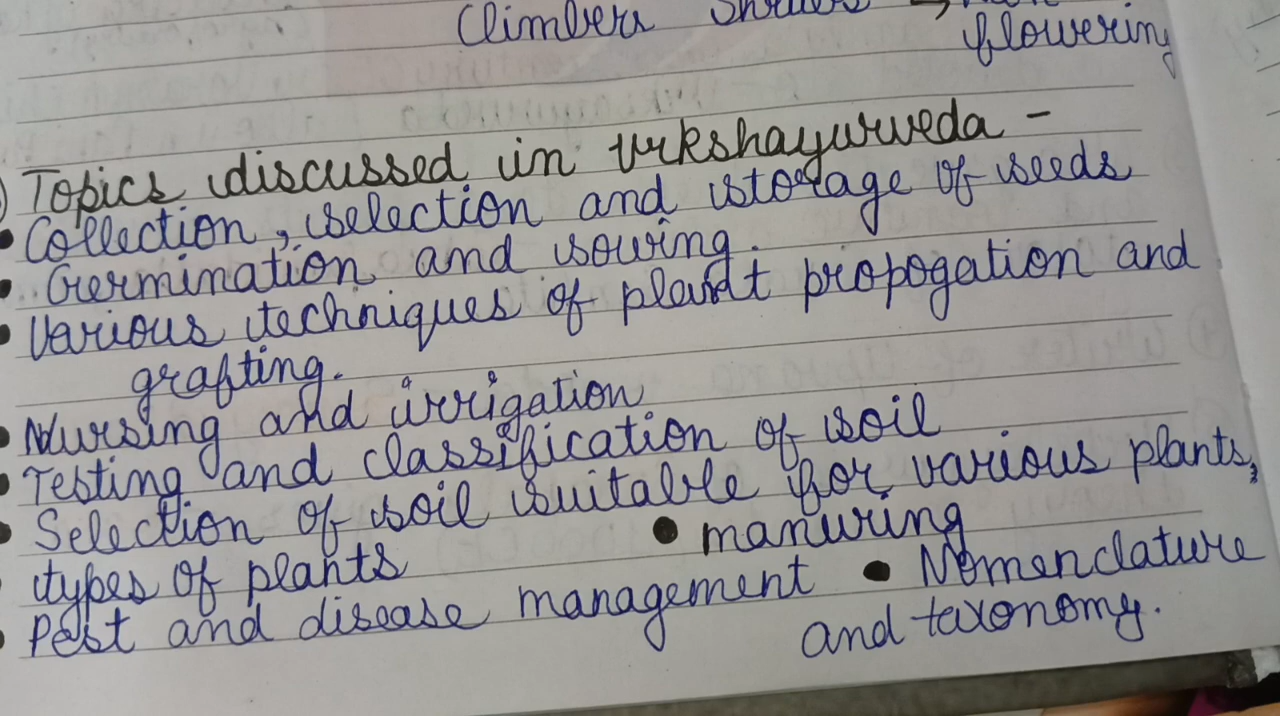 Climbers Shrubs →
flowering
Topics discussed in Vrkshayurveda -
• Collection, selection and storage of seeds
• Germination and sowing.
• Various techniques of plant propogation and
grafting.
• Nursing and irrigation
• Testing and classification of soil
• Selection of soil suitable for various plants,
types of plants • manuring
• Pest and disease management • Nomenclature
and taxonomy.